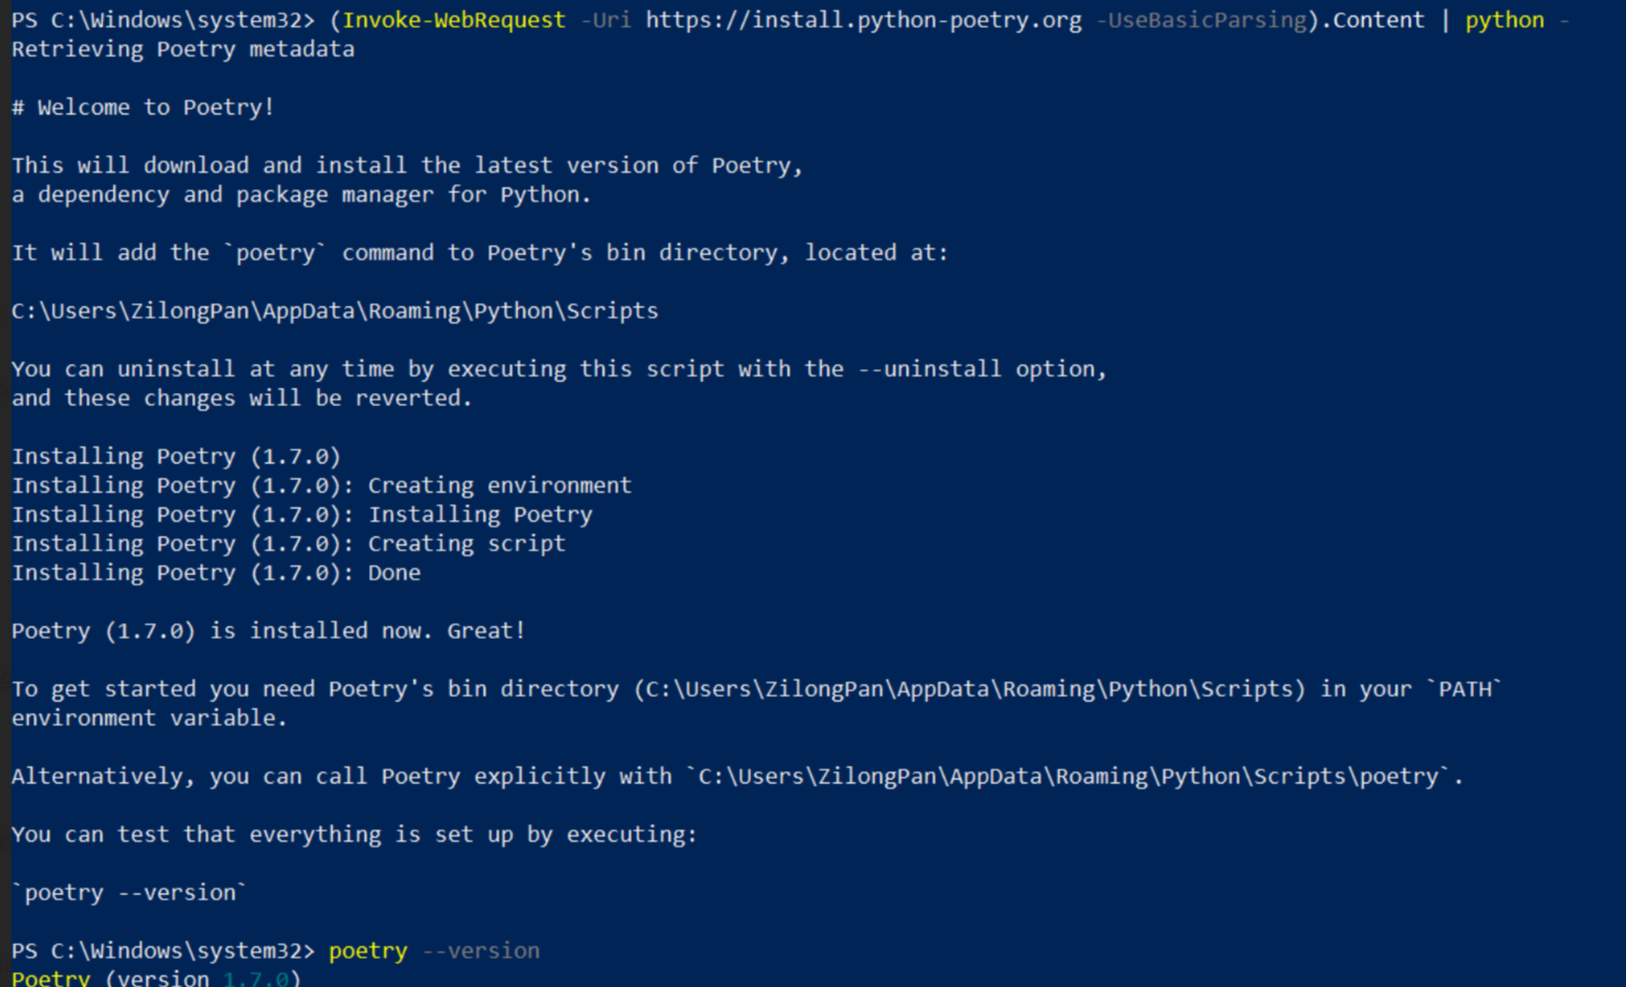 PS C:\Windows\system32> (Invoke-WebRequest -Uri https://install.python-poetry.org -UseBasicParsing).Content | python -
Retrieving Poetry metadata
# Welcome to Poetry!
This will download and install the latest version of Poetry,
a dependency and package manager for Python.
It will add the `poetry` command to Poetry's bin directory, located at:
C:\Users\ZilongPan\AppData\Roaming\Python\Scripts
You can uninstall at any time by executing this script with the --uninstall option,
and these changes will be reverted.
Installing Poetry (1.7.0)
Installing Poetry (1.7.0): Creating environment
Installing Poetry (1.7.0): Installing Poetry
Installing Poetry (1.7.0): Creating script
Installing Poetry (1.7.0): Done
Poetry (1.7.0) is installed now. Great!
To get started you need Poetry's bin directory (C:\Users\ZilongPan\AppData\Roaming\Python\Scripts) in your `PATH`
environment variable.
Alternatively, you can call Poetry explicitly with `C:\Users\ZilongPan\AppData\Roaming\Python\Scripts\poetry`.
You can test that everything is set up by executing:
`poetry --version`
PS C:\Windows\system32> poetry --version
Poetry (version 1.7.0)